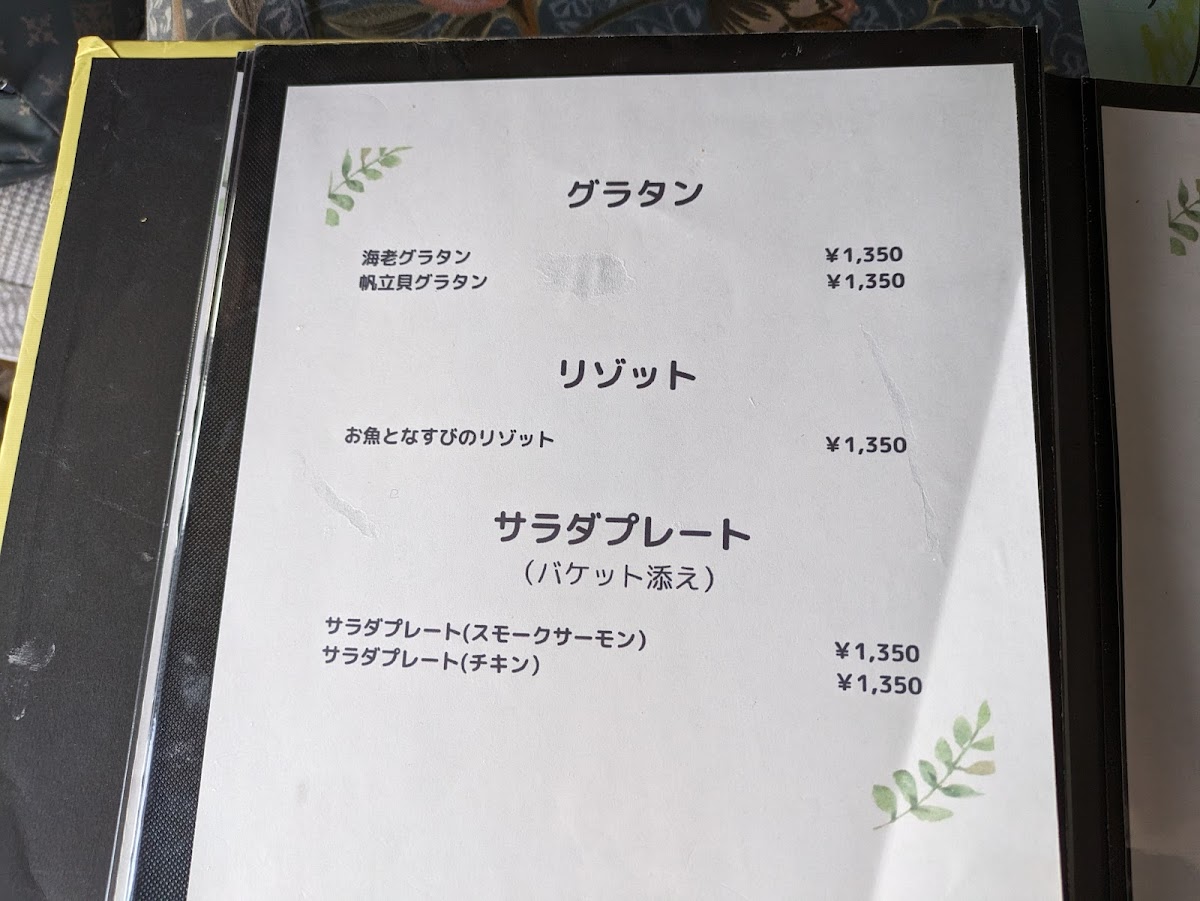 グラタン
海老グラタン ￥1,350
帆立貝グラタン ￥1,350
リゾット
お魚となすびのリゾット ￥1,350
サラダプレート
（バケット添え）
サラダプレート(スモークサーモン) ￥1,350
サラダプレート(チキン) ￥1,350